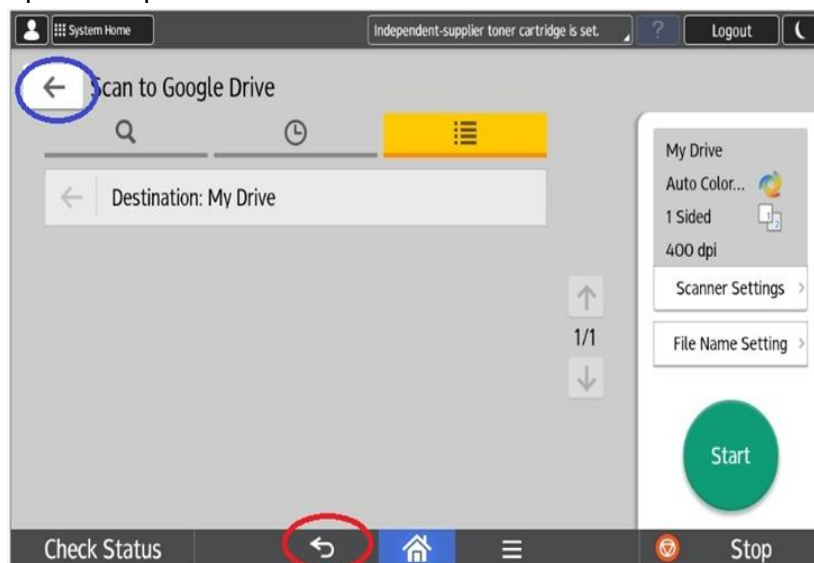 System Home
Independent-supplier toner cartridge is set.
?
Logout
Scan to Google Drive
Destination: My Drive
My Drive
Auto Color...
1 Sided
400 dpi
Scanner Settings
1/1
File Name Setting
Start
Check Status
Stop